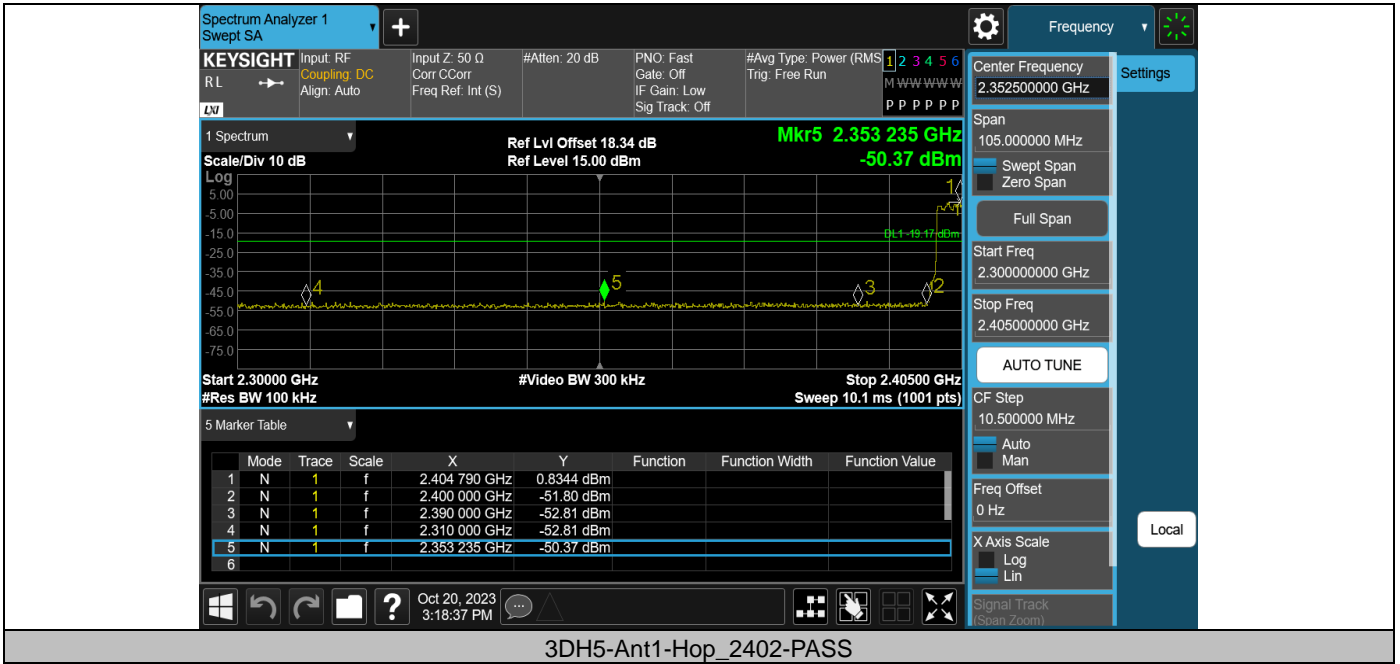 Spectrum Analyzer 1
Swept SA
+
Frequency
KEYSIGHT
RL
LXI
Input: RF
Coupling: DC
Align: Auto
Input Z: 50 Ω
Corr CCorr
Freq Ref: Int (S)
#Atten: 20 dB
PNO: Fast
Gate: Off
IF Gain: Low
Sig Track: Off
#Avg Type: Power (RMS
Trig: Free Run
1 2 3 4 5 6
M W W W W W
P P P P P P
1 Spectrum
Scale/Div 10 dB
Ref Lvl Offset 18.34 dB
Ref Level 15.00 dBm
Mkr5 2.353 235 GHz
-50.37 dBm
Log
5.00
-5.00
-15.0
-25.0
-35.0
-45.0
-55.0
-65.0
-75.0
1
DL1 -19.17 dBm
4
5
3
2
Start 2.30000 GHz
#Video BW 300 kHz
Stop 2.40500 GHz
#Res BW 100 kHz
Sweep 10.1 ms (1001 pts)
5 Marker Table
Mode Trace Scale X Y Function Function Width Function Value
1 N 1 f 2.404 790 GHz 0.8344 dBm
2 N 1 f 2.400 000 GHz -51.80 dBm
3 N 1 f 2.390 000 GHz -52.81 dBm
4 N 1 f 2.310 000 GHz -52.81 dBm
5 N 1 f 2.353 235 GHz -50.37 dBm
6
?
Oct 20, 2023
3:18:37 PM
Center Frequency
2.352500000 GHz
Settings
Span
105.000000 MHz
Swept Span
Zero Span
Full Span
Start Freq
2.300000000 GHz
Stop Freq
2.405000000 GHz
AUTO TUNE
CF Step
10.500000 MHz
Auto
Man
Freq Offset
0 Hz
X Axis Scale
Log
Lin
Local
Signal Track
(Span Zoom)
3DH5-Ant1-Hop_2402-PASS